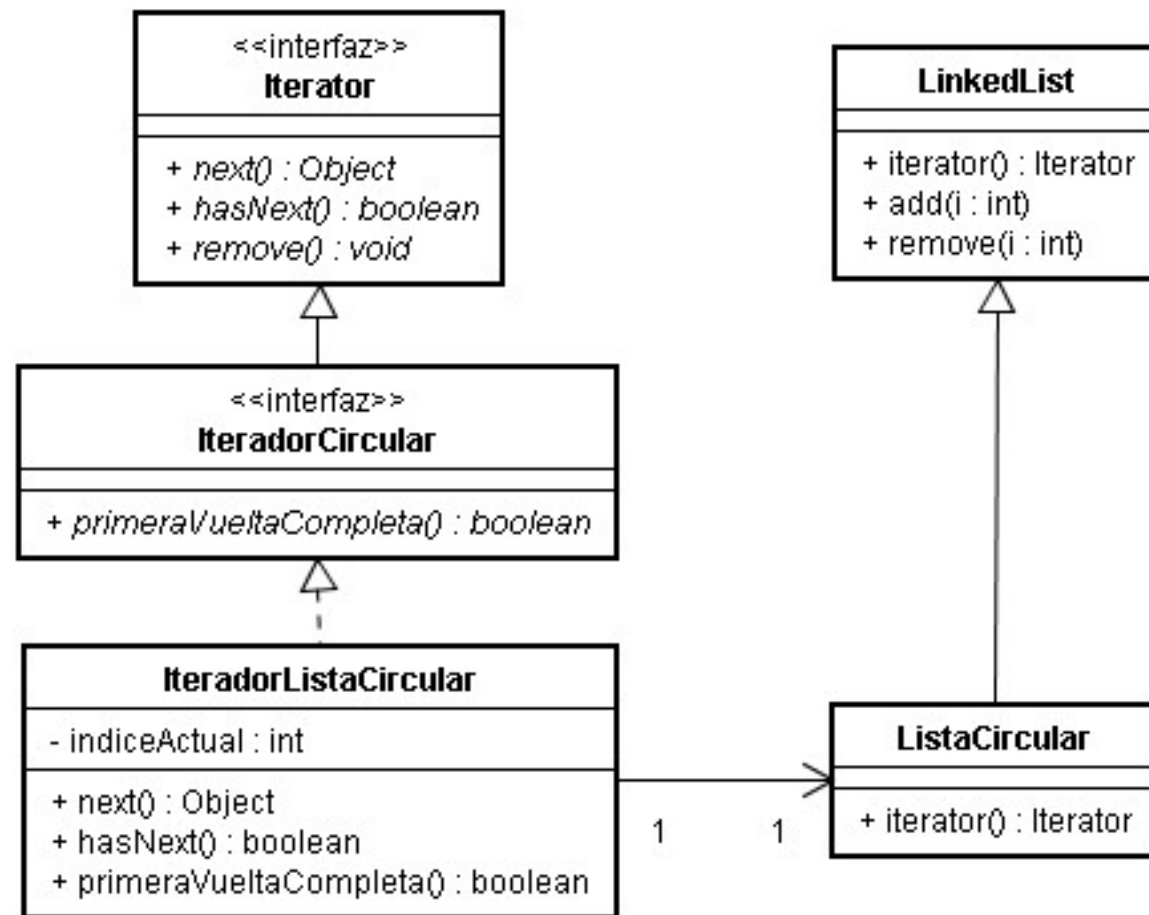 <<interfaz>>
Iterator
+ next() : Object
+ hasNext() : boolean
+ remove() : void
LinkedList
+ iterator() : Iterator
+ add(i : int)
+ remove(i : int)
<<interfaz>>
IteradorCircular
+ primeraVueltaCompleta() : boolean
IteradorListaCircular
- indiceActual : int
+ next() : Object
+ hasNext() : boolean
+ primeraVueltaCompleta() : boolean
1 1
ListaCircular
+ iterator() : Iterator